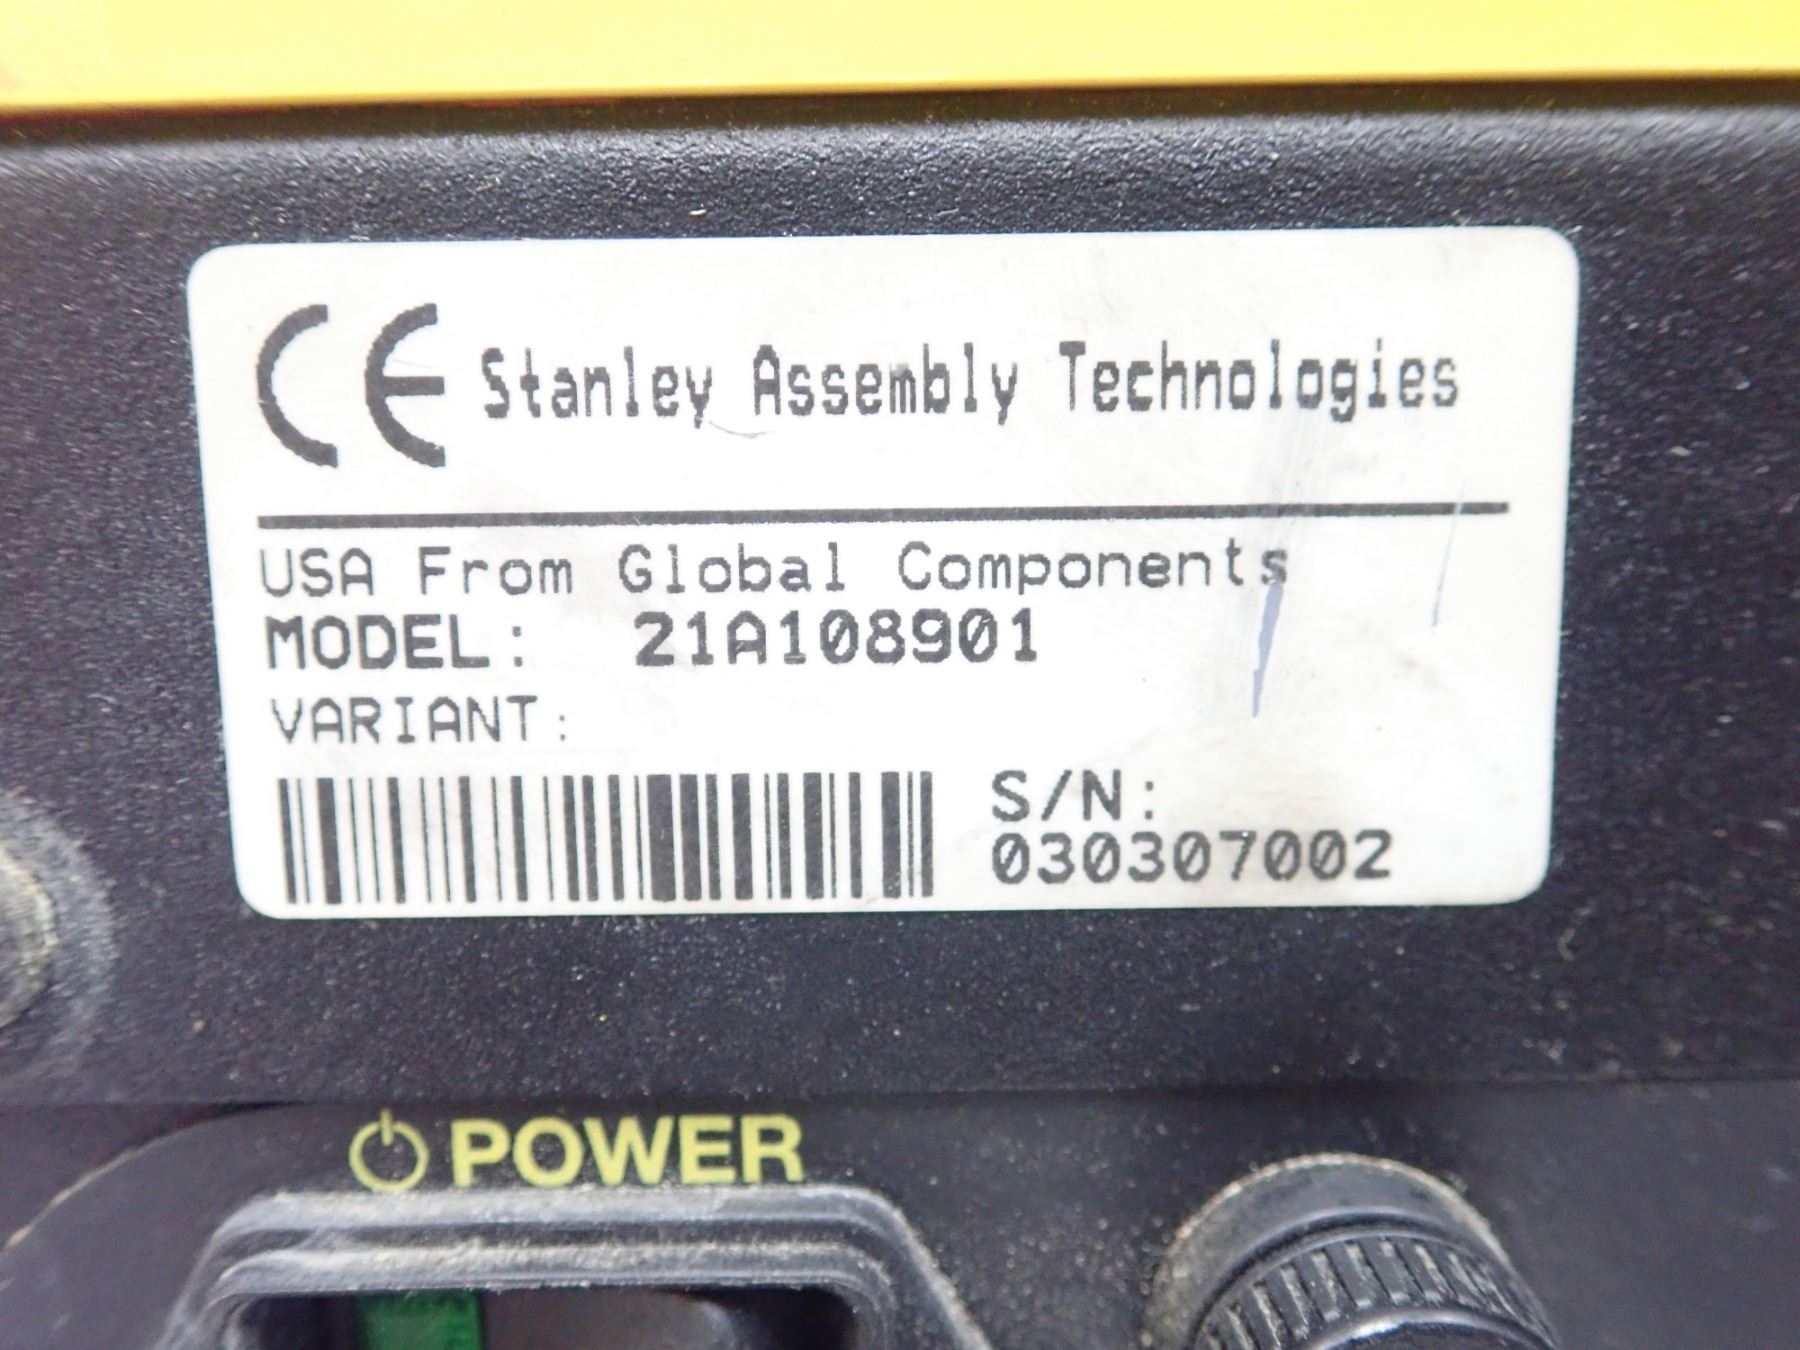 CE Stanley Assembly Technologies
USA From Global Components
MODEL: 21A108901
VARIANT:
S/N:
030307002
POWER